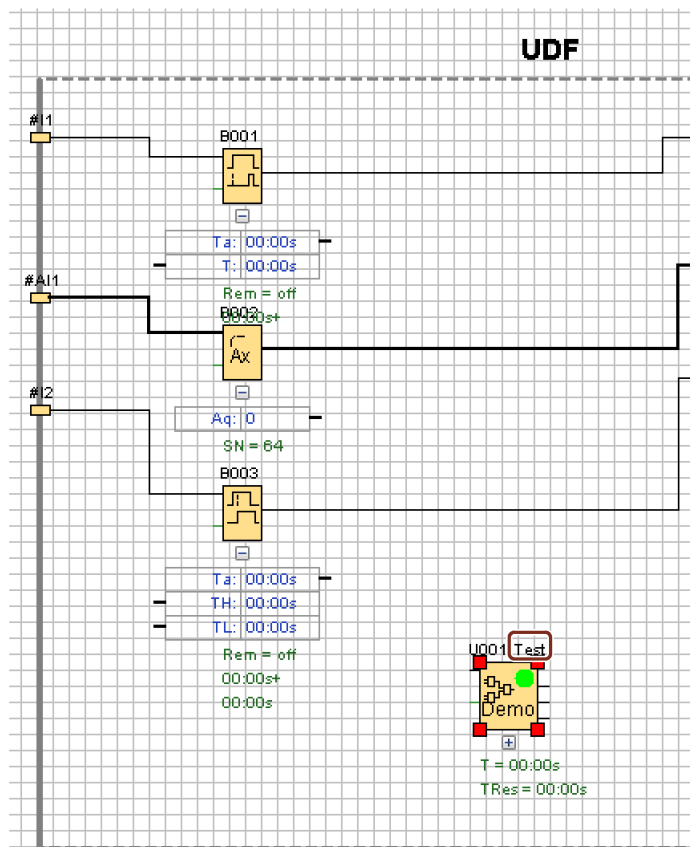 UDF
#I1
B001
Ta: 00:00s
T: 00:00s
Rem = off
00:00s+
#AI1
B002
Ax
Aq: 0
SN = 64
#I2
B003
Ta: 00:00s
TH: 00:00s
TL: 00:00s
Rem = off
00:00s+
00:00s
U001 Test
Demo
T = 00:00s
TRes = 00:00s